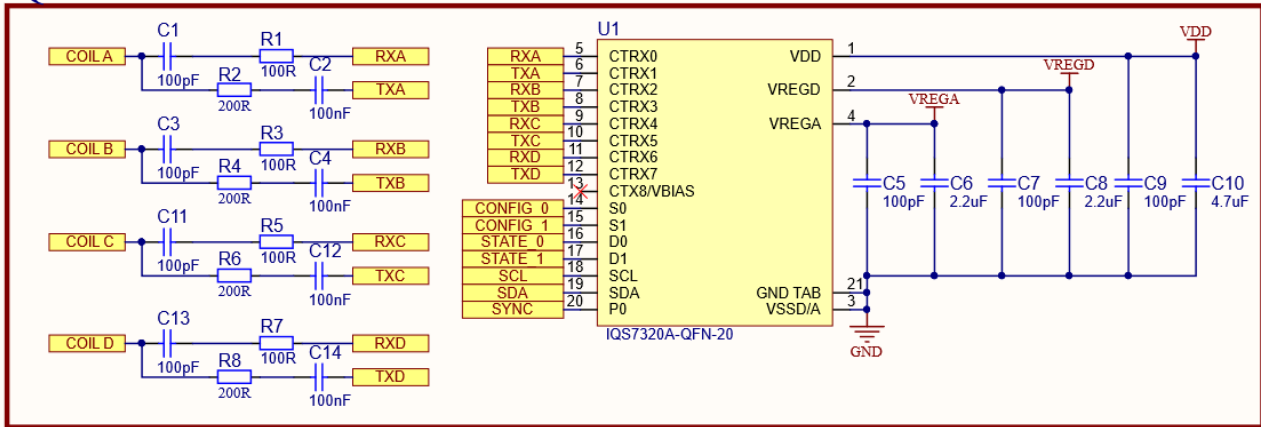 COIL A
C1
100pF
R1
100R
RXA
R2
200R
C2
100nF
TXA
COIL B
C3
100pF
R3
100R
RXB
R4
200R
C4
100nF
TXB
COIL C
C11
100pF
R5
100R
RXC
R6
200R
C12
100nF
TXC
COIL D
C13
100pF
R7
100R
RXD
R8
200R
C14
100nF
TXD
U1
RXA 5 CTRX0
TXA 6 CTRX1
RXB 7 CTRX2
TXB 8 CTRX3
RXC 9 CTRX4
TXC 10 CTRX5
RXD 11 CTRX6
TXD 12 CTRX7
13 CTX8/VBIAS
CONFIG_0 14 S0
CONFIG_1 15 S1
STATE_0 16 D0
STATE_1 17 D1
SCL 18 SCL
SDA 19 SDA
SYNC 20 P0
VDD 1
VREGD 2
VREGA 4
GND TAB 21
VSSD/A 3
IQS7320A-QFN-20
VDD
VREGD
VREGA
C5
100pF
C6
2.2uF
C7
100pF
C8
2.2uF
C9
100pF
C10
4.7uF
GND